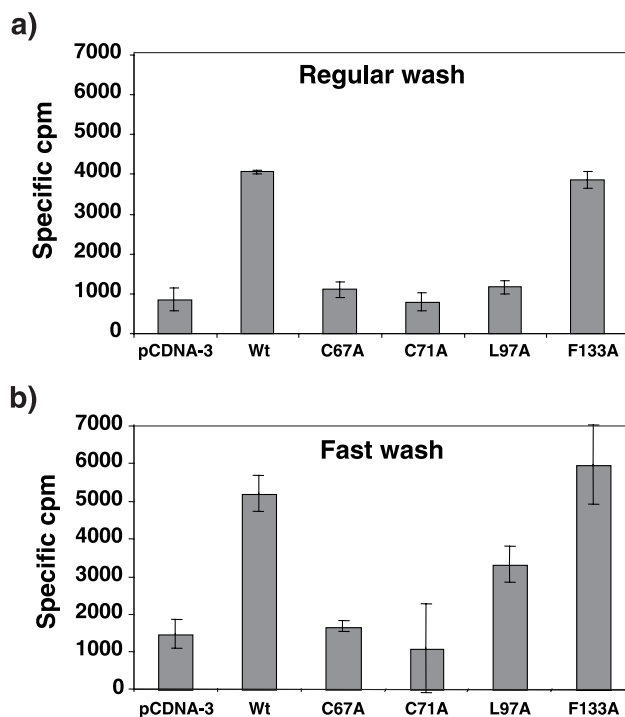 a)
Regular wash
Specific cpm
7000
6000
5000
4000
3000
2000
1000
0
pCDNA-3 Wt C67A C71A L97A F133A
b)
Fast wash
Specific cpm
7000
6000
5000
4000
3000
2000
1000
0
pCDNA-3 Wt C67A C71A L97A F133A